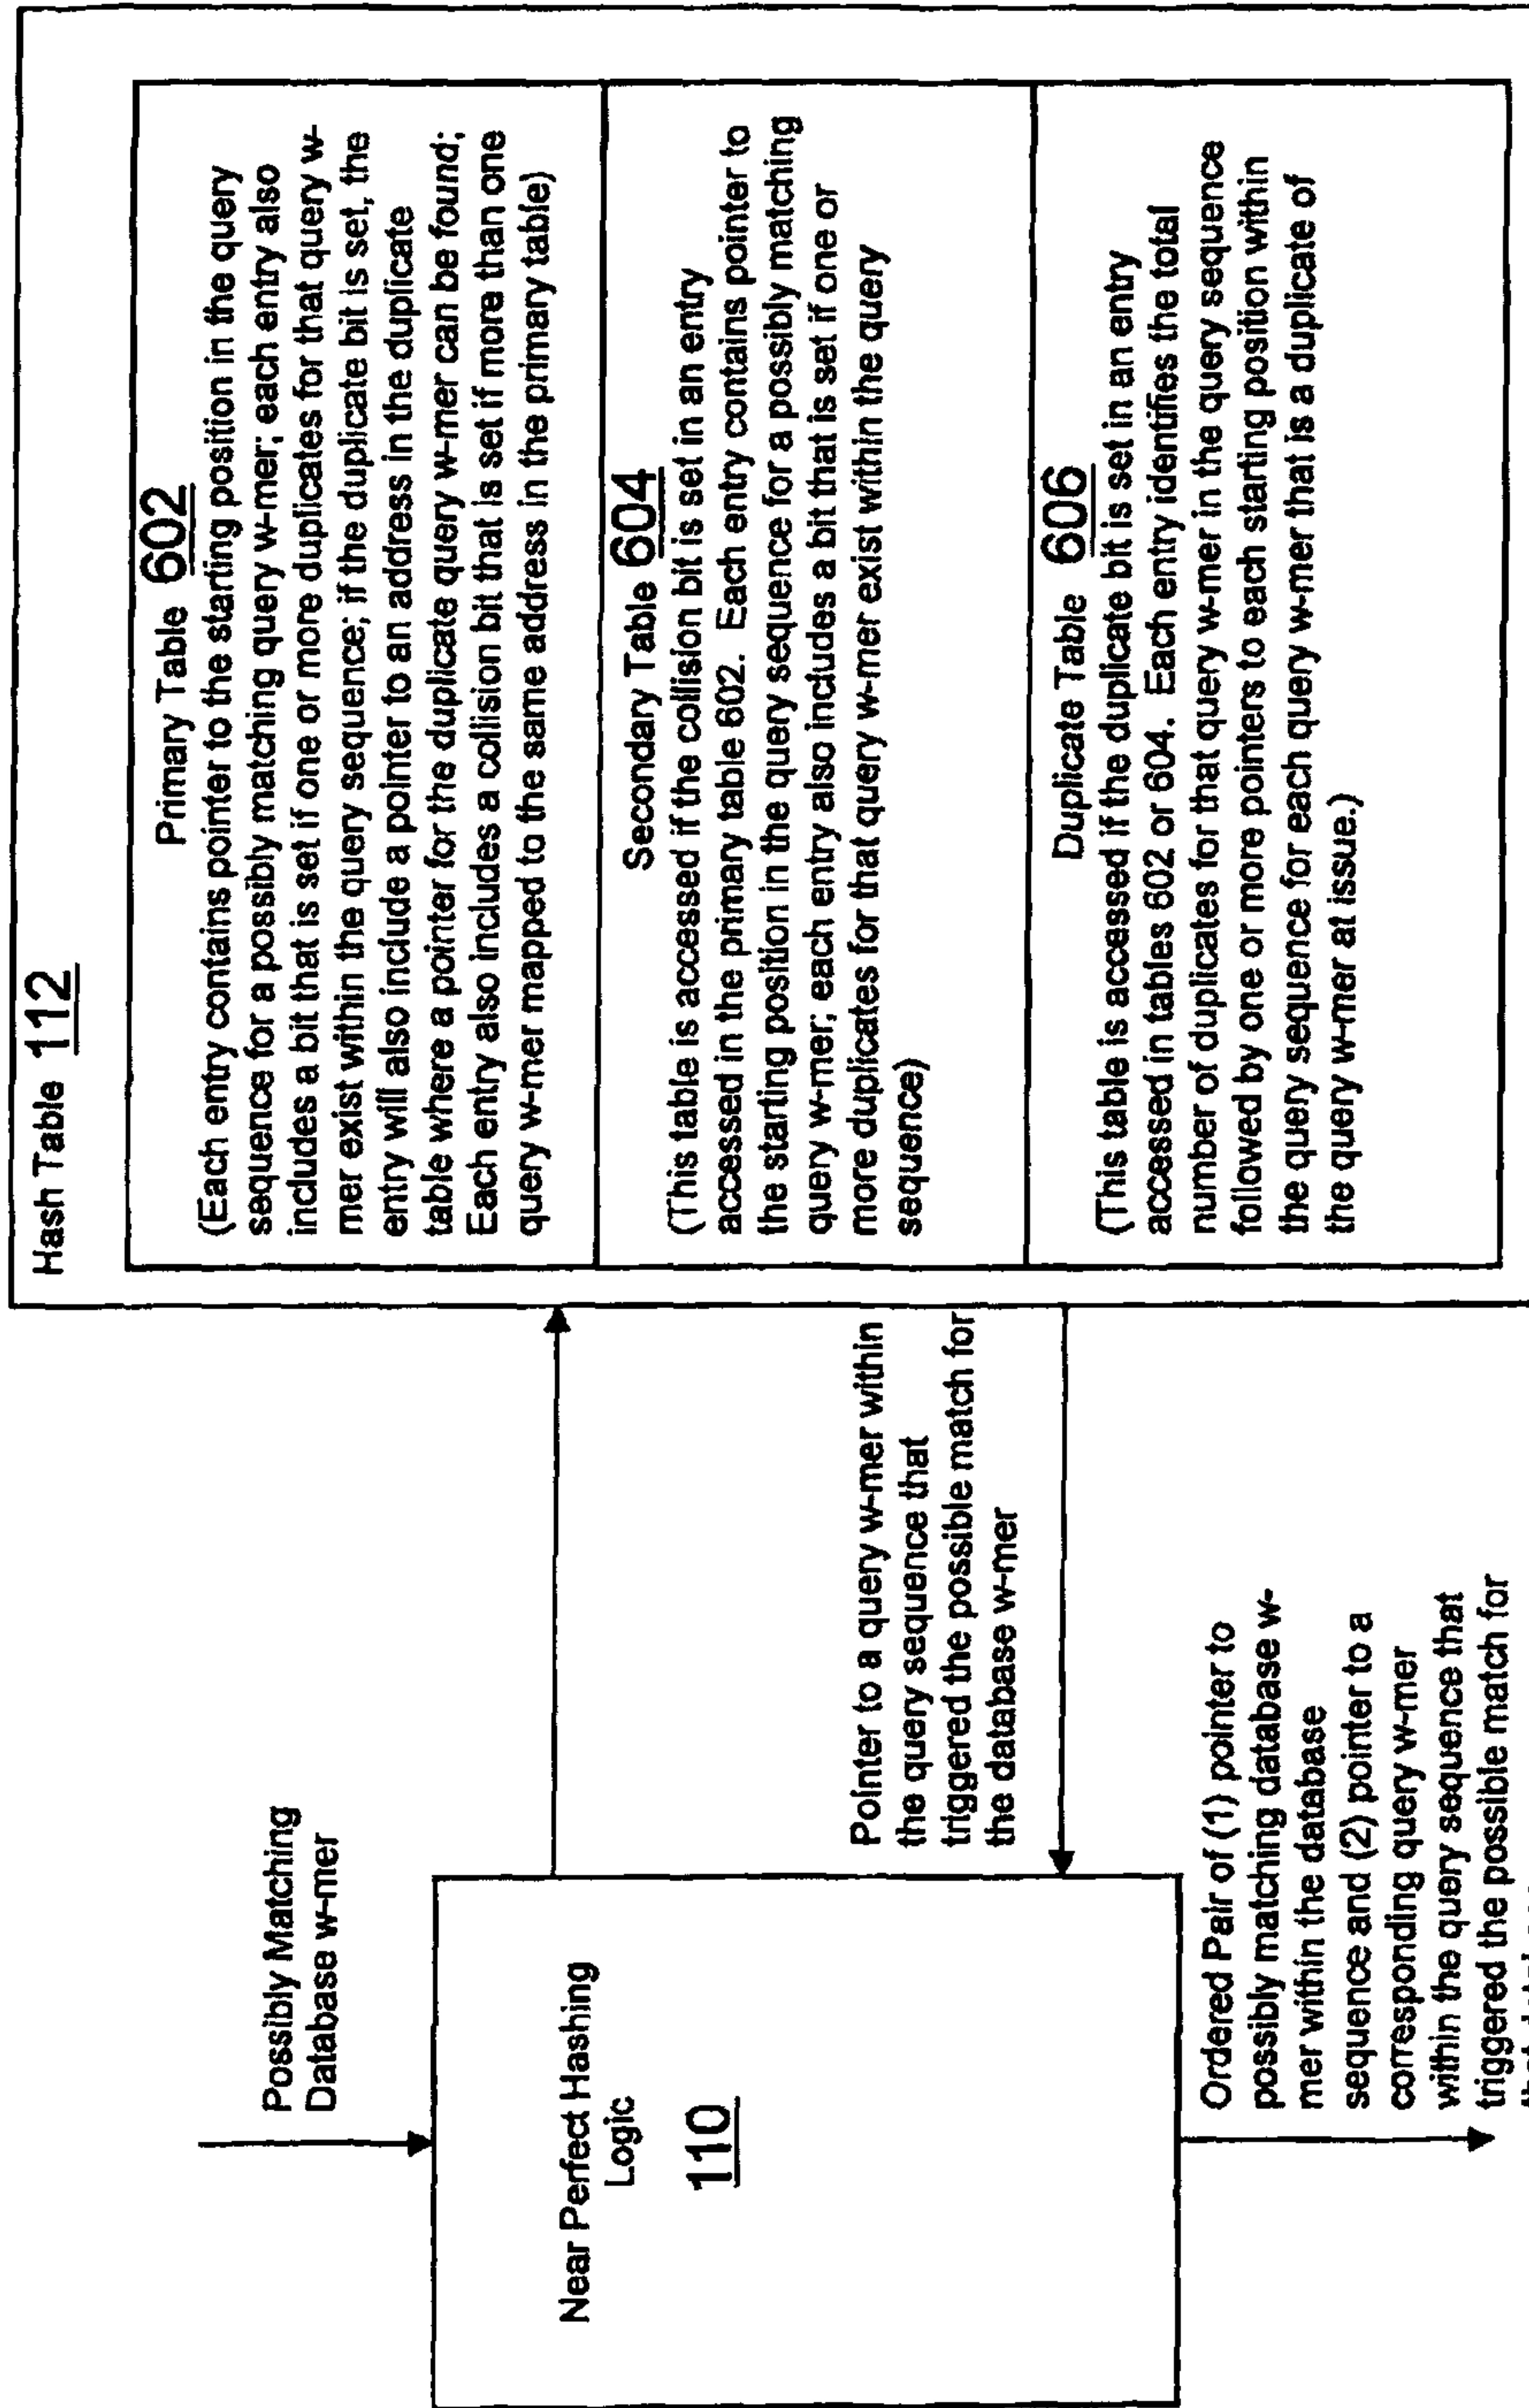 Possibly Matching
Database w-mer
Near Perfect Hashing
Logic
110
Ordered Pair of (1) pointer to
possibly matching database w-
mer within the database
sequence and (2) pointer to a
corresponding query w-mer
within the query sequence that
triggered the possible match for
Pointer to a query w-mer within
the query sequence that
triggered the possible match for
the database w-mer
Hash Table 112
Primary Table 602
(Each entry contains pointer to the starting position in the query
sequence for a possibly matching query w-mer; each entry also
includes a bit that is set if one or more duplicates for that query w-
mer exist within the query sequence; if the duplicate bit is set, the
entry will also include a pointer to an address in the duplicate
table where a pointer for the duplicate query w-mer can be found;
Each entry also includes a collision bit that is set if more than one
query w-mer mapped to the same address in the primary table)
Secondary Table 604
(This table is accessed if the collision bit is set in an entry
accessed in the primary table 602. Each entry contains pointer to
the starting position in the query sequence for a possibly matching
query w-mer; each entry also includes a bit that is set if one or
more duplicates for that query w-mer exist within the query
sequence)
Duplicate Table 606
(This table is accessed if the duplicate bit is set in an entry
accessed in tables 602 or 604. Each entry identifies the total
number of duplicates for that query w-mer in the query sequence
followed by one or more pointers to each starting position within
the query sequence for each query w-mer that is a duplicate of
the query w-mer at issue.)